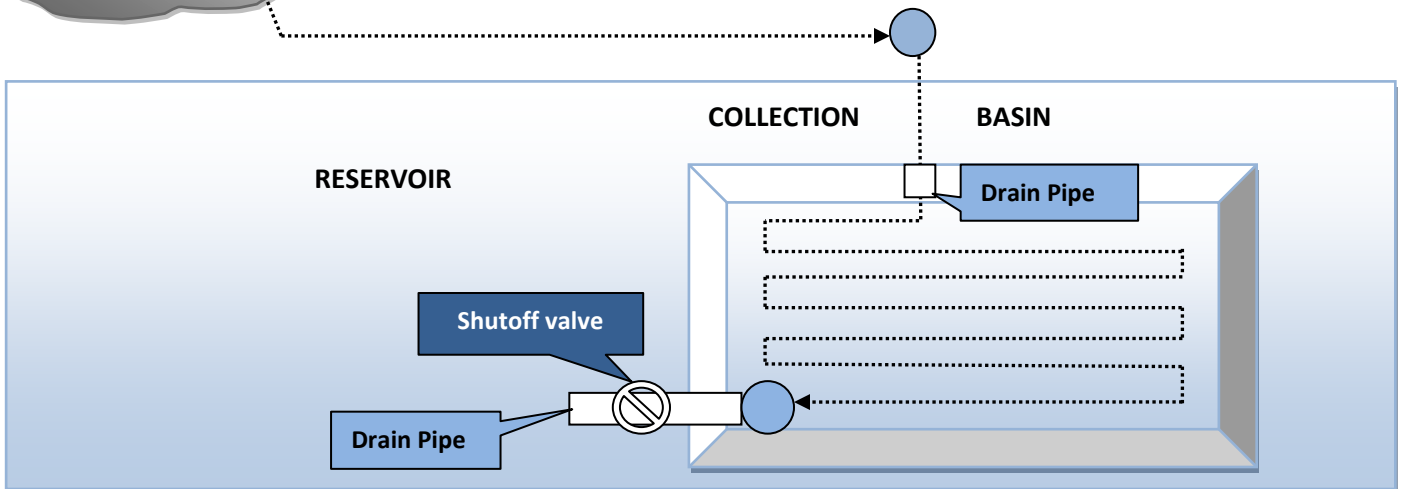 COLLECTION BASIN
RESERVOIR
Drain Pipe
Shutoff valve
Drain Pipe